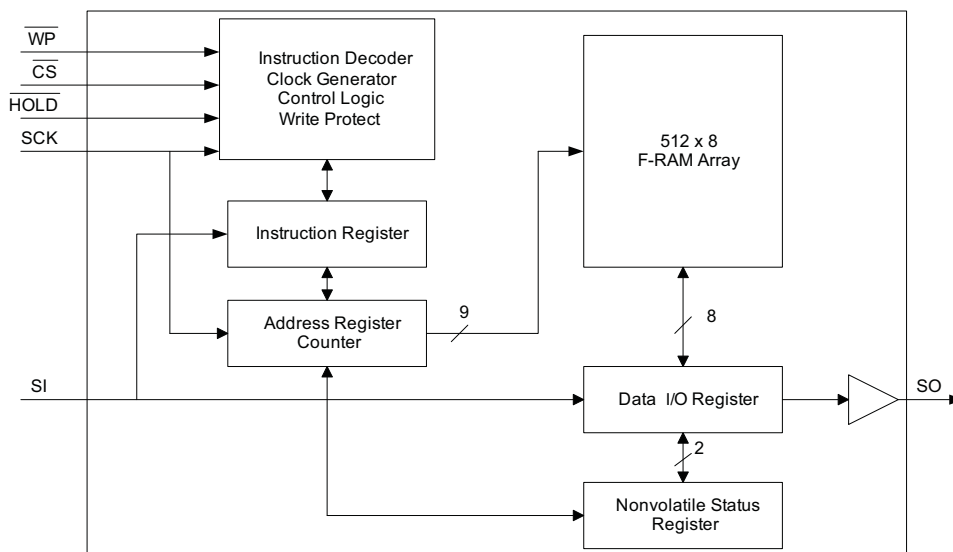 WP
CS
HOLD
SCK
Instruction Decoder
Clock Generator
Control Logic
Write Protect
512 x 8
F-RAM Array
Instruction Register
Address Register
Counter
9
8
SI
Data I/O Register
SO
2
Nonvolatile Status
Register